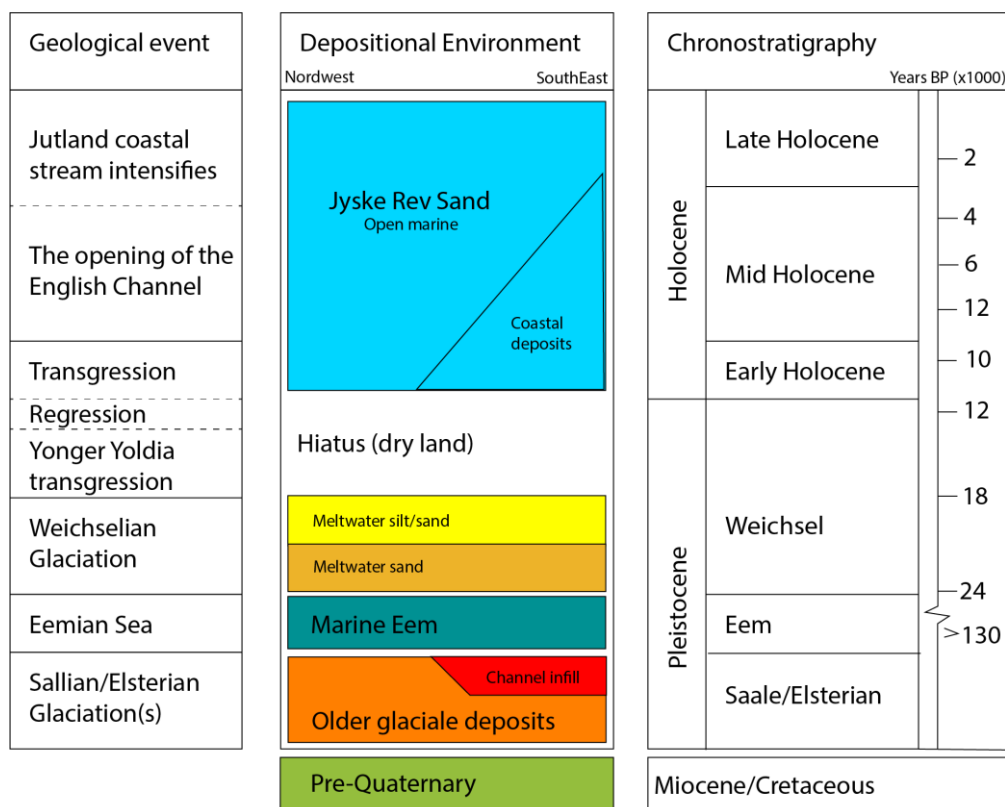 Geological event
Jutland coastal
stream intensifies
The opening of the
English Channel
Transgression
Regression
Yonger Yoldia
transgression
Weichselian
Glaciation
Eemian Sea
Sallian/Elsterian
Glaciation(s)
Depositional Environment
Nordwest
SouthEast
Jyske Rev Sand
Open marine
Coastal
deposits
Hiatus (dry land)
Meltwater silt/sand
Meltwater sand
Marine Eem
Channel infill
Older glaciale deposits
Pre-Quaternary
Chronostratigraphy
Years BP (x1000)
Holocene
Late Holocene
Mid Holocene
Early Holocene
Pleistocene
Weichsel
Eem
Saale/Elsterian
2
4
6
12
10
12
18
24
>130
Miocene/Cretaceous